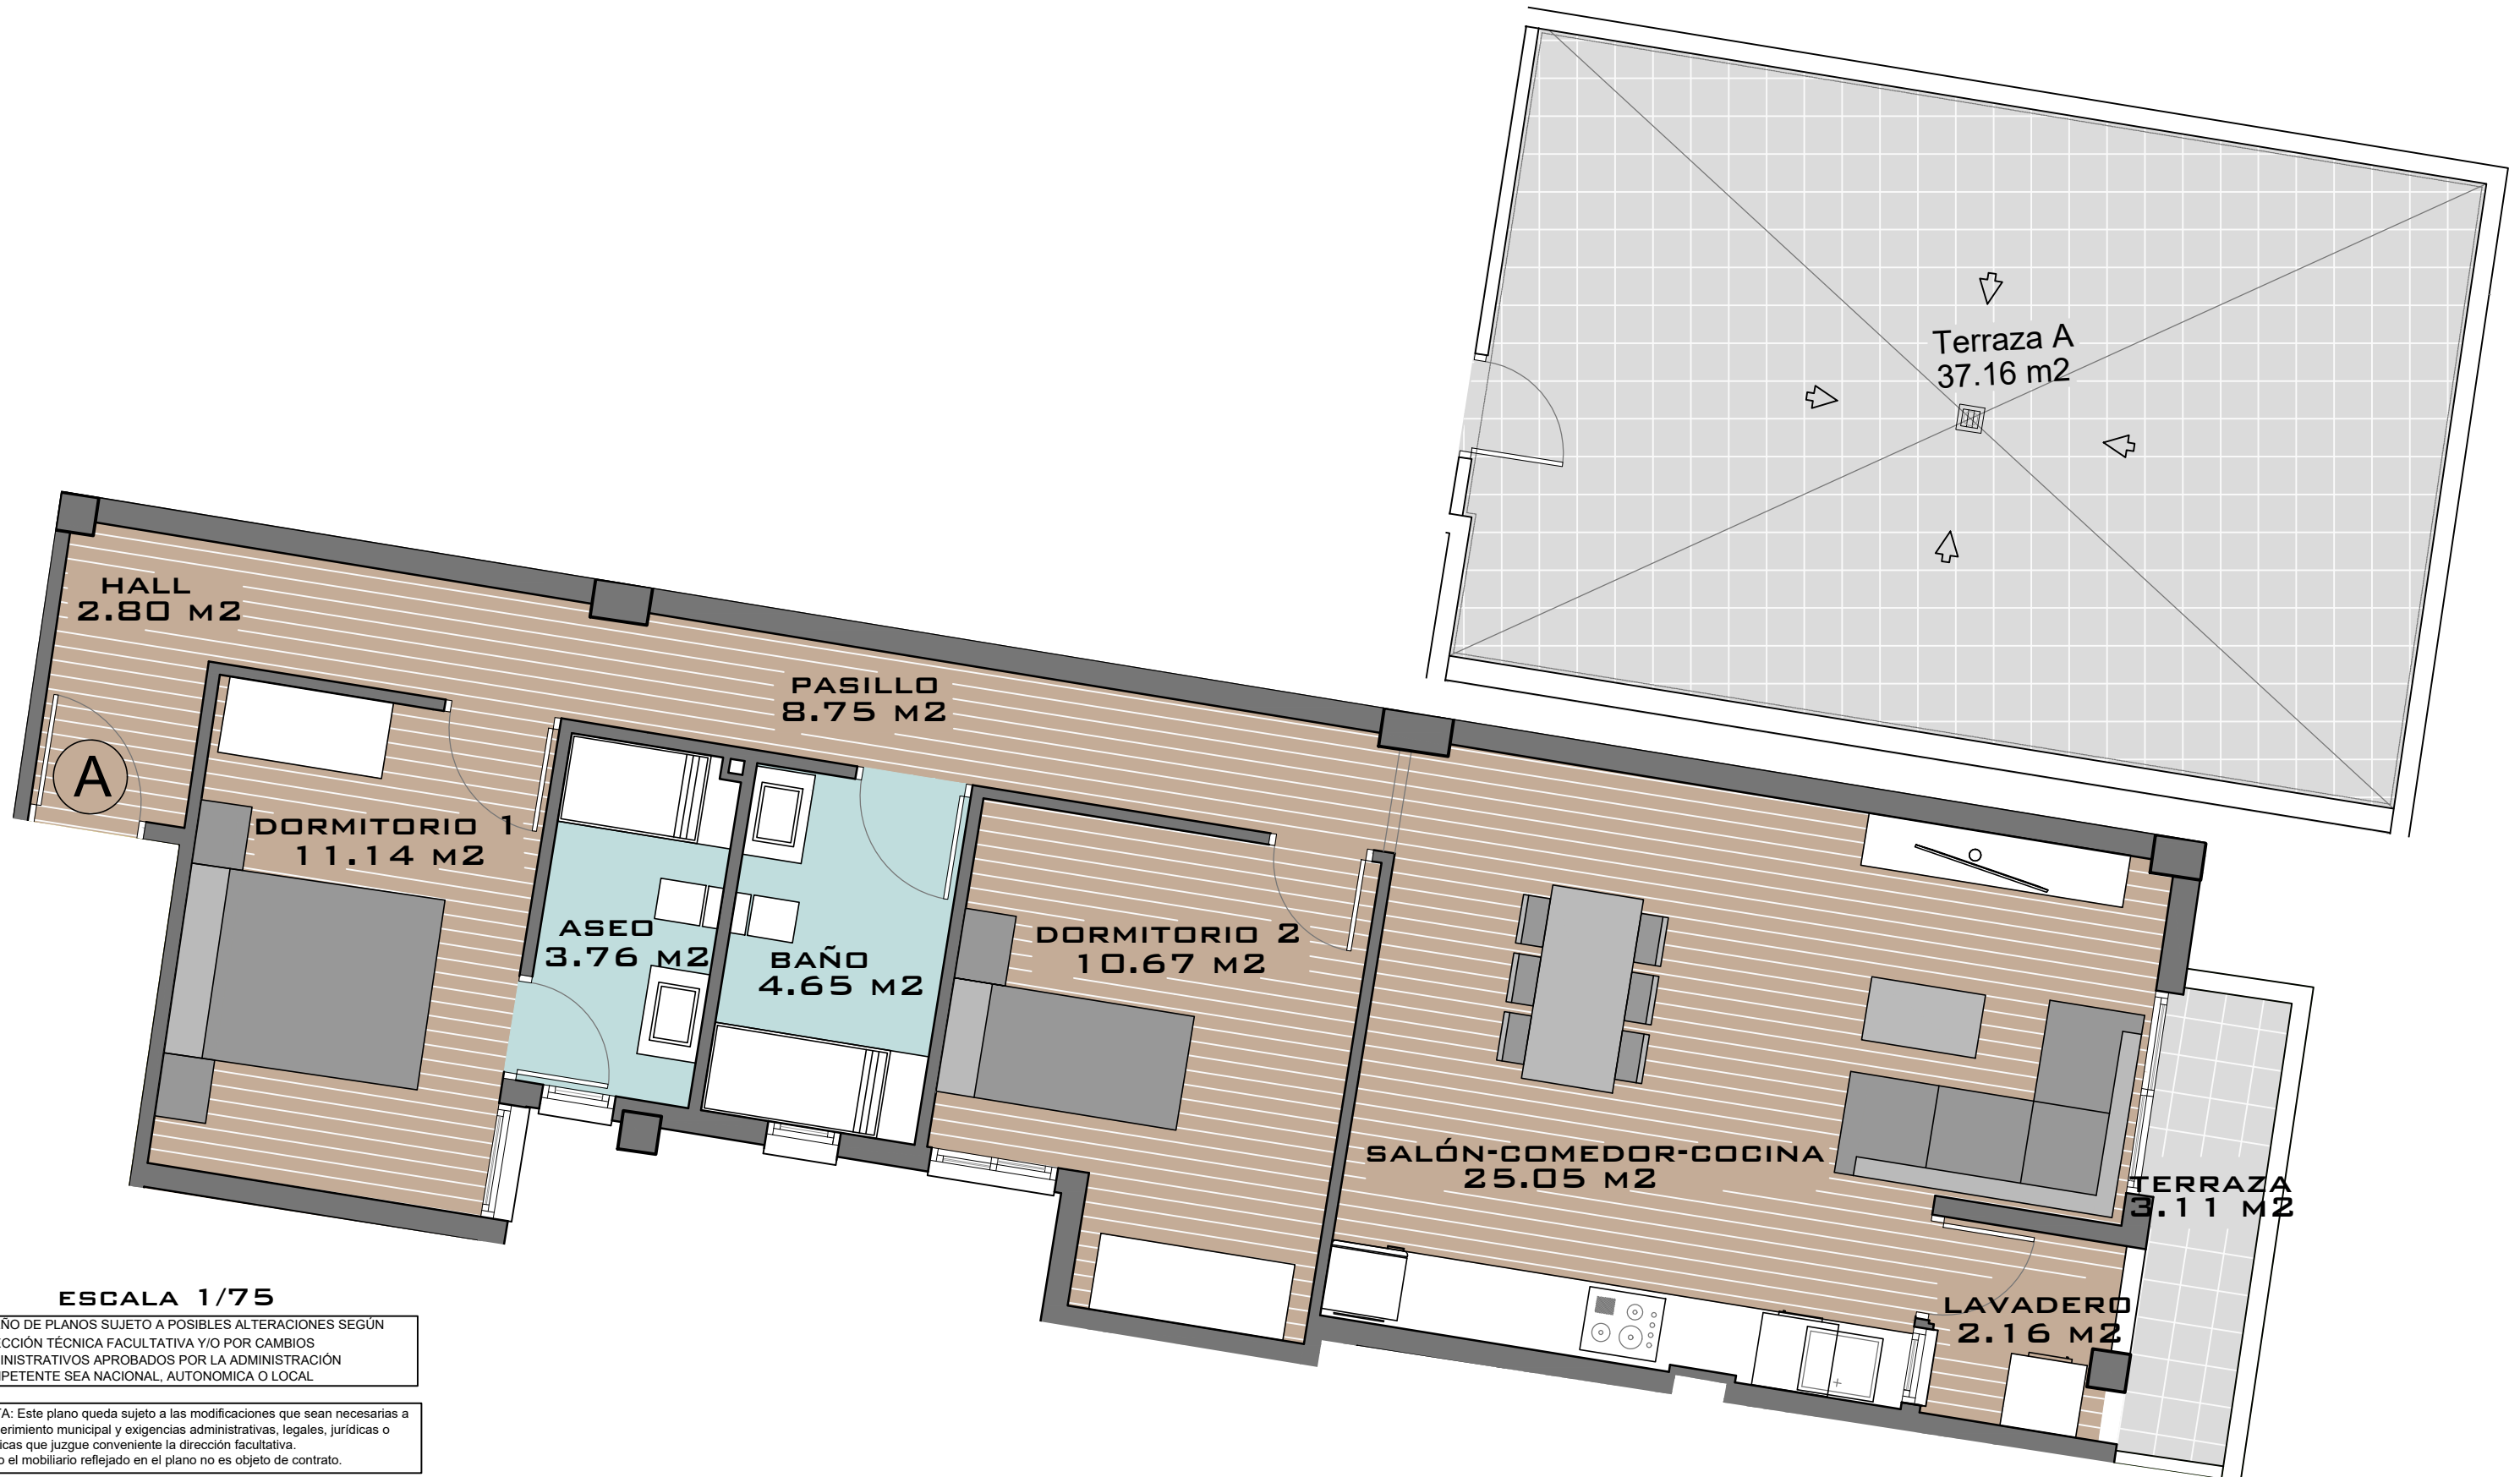 Terraza A
37.16 m2
HALL
2.80 M2
PASILLO
8.75 M2
A
DORMITORIO 1
11.14 M2
ASEO
3.76 M2
BAÑO
4.65 M2
DORMITORIO 2
10.67 M2
SALÓN-COMEDOR-COCINA
25.05 M2
TERRAZA
3.11 M2
LAVADERO
2.16 M2
ESCALA 1/75
ÑO DE PLANOS SUJETO A POSIBLES ALTERACIONES SEGÚN
ECCIÓN TÉCNICA FACULTATIVA Y/O POR CAMBIOS
INISTRATIVOS APROBADOS POR LA ADMINISTRACIÓN
PETENTE SEA NACIONAL, AUTONOMICA O LOCAL
A: Este plano queda sujeto a las modificaciones que sean necesarias a
erimiento municipal y exigencias administrativas, legales, jurídicas o
icas que juzgue conveniente la dirección facultativa.
o el mobiliario reflejado en el plano no es objeto de contrato.